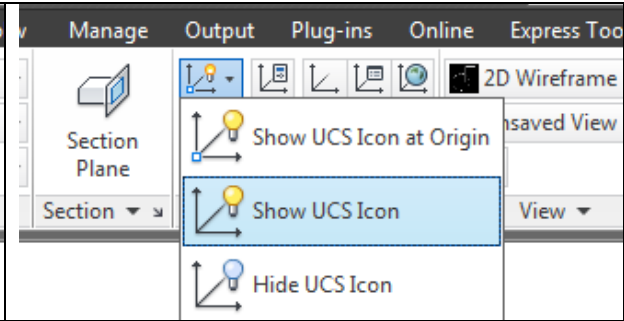 Manage Output Plug-ins Online Express Too
2D Wireframe
Show UCS Icon at Origin
nsaved View
Section
Plane
Show UCS Icon
Section
View
Hide UCS Icon